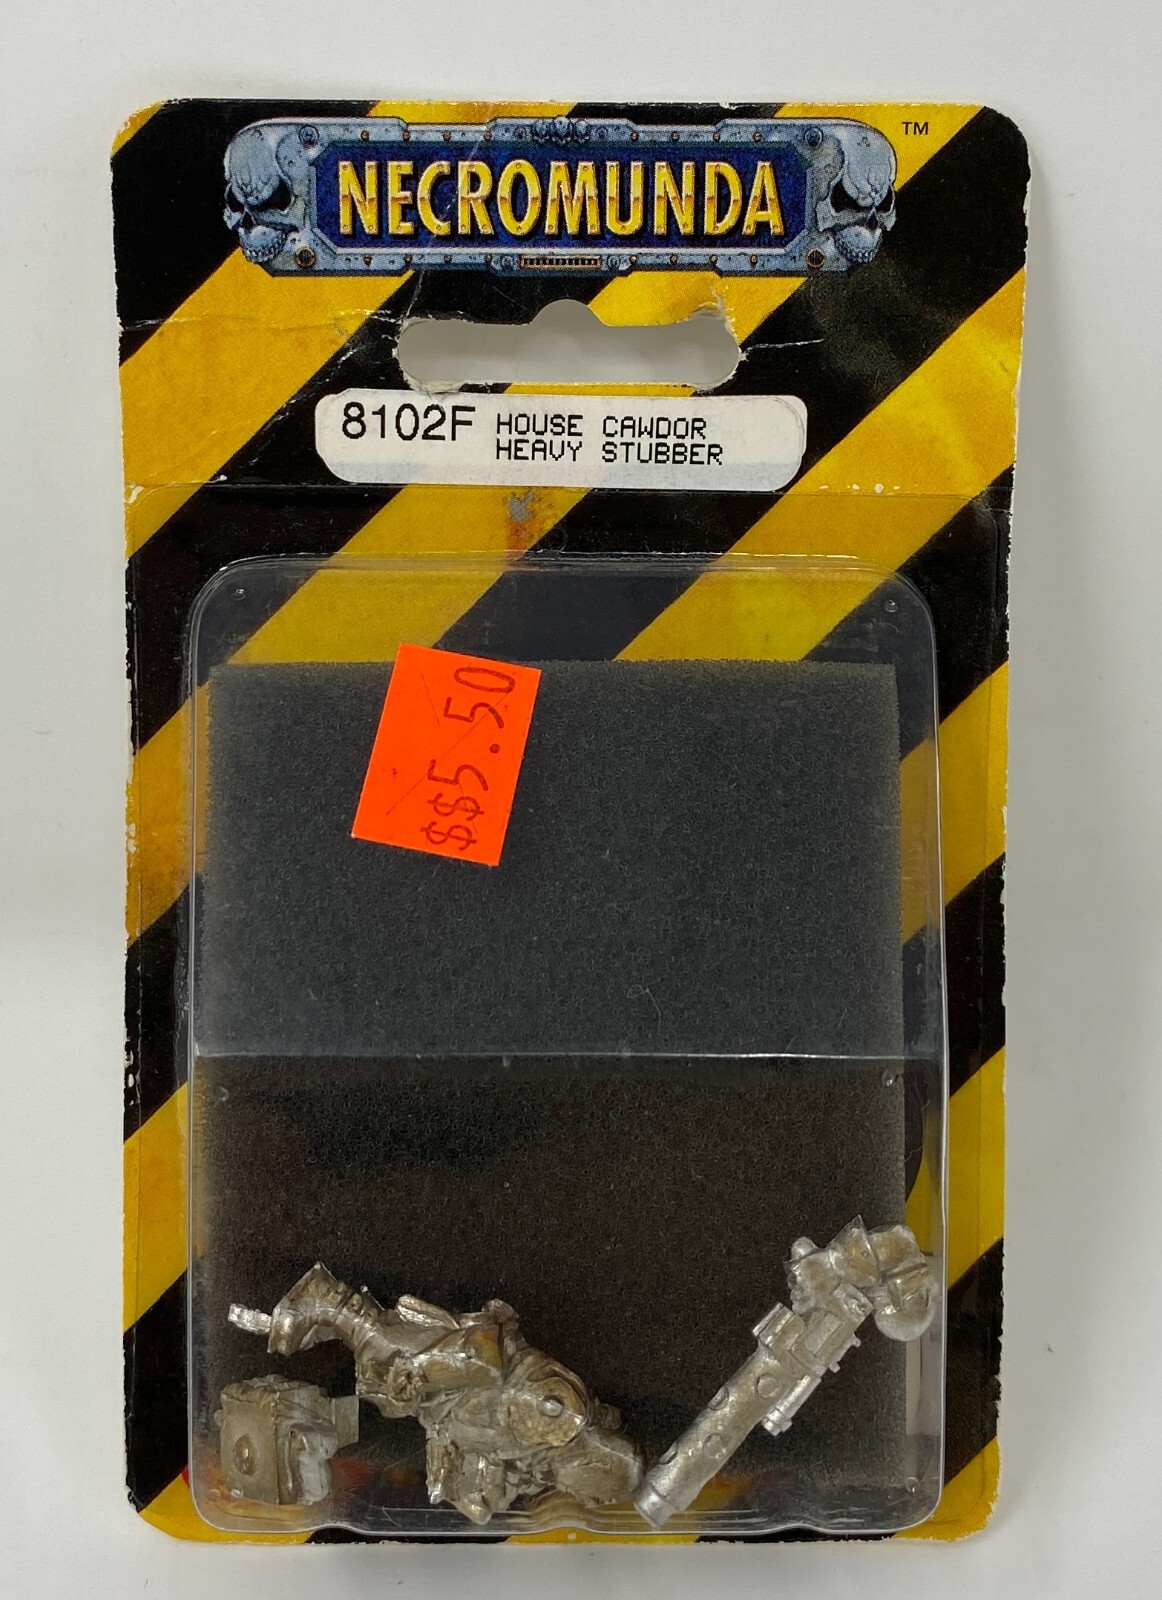 NECROMUNDA
TM
8102F HOUSE CAWDOR
HEAVY STUBBER
$$5.50